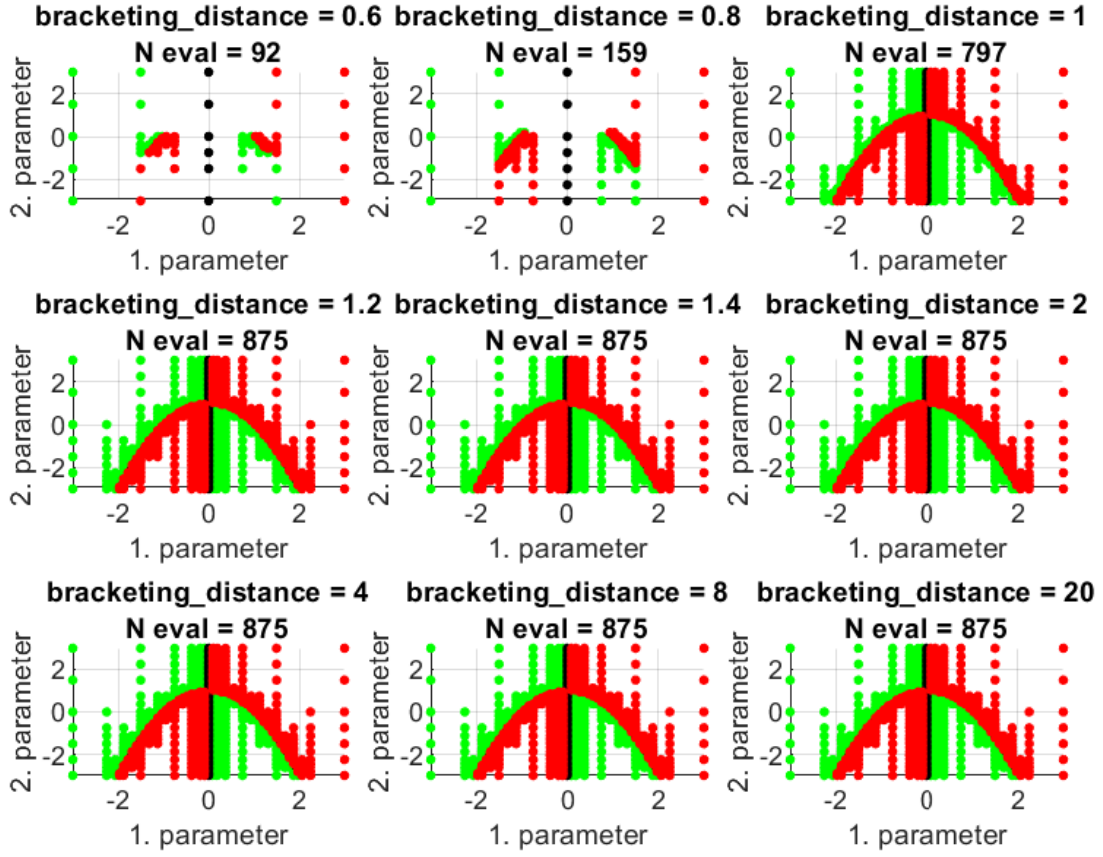 bracketing_distance = 0.6
N eval = 92
2. parameter
2
0
-2
-2
0
2
1. parameter
bracketing_distance = 0.8
N eval = 159
2. parameter
2
0
-2
-2
0
2
1. parameter
bracketing_distance = 1
N eval = 797
2. parameter
2
0
-2
-2
0
2
1. parameter
bracketing_distance = 1.2
N eval = 875
2. parameter
2
0
-2
-2
0
2
1. parameter
bracketing_distance = 1.4
N eval = 875
2. parameter
2
0
-2
-2
0
2
1. parameter
bracketing_distance = 2
N eval = 875
2. parameter
2
0
-2
-2
0
2
1. parameter
bracketing_distance = 4
N eval = 875
2. parameter
2
0
-2
-2
0
2
1. parameter
bracketing_distance = 8
N eval = 875
2. parameter
2
0
-2
-2
0
2
1. parameter
bracketing_distance = 20
N eval = 875
2. parameter
2
0
-2
-2
0
2
1. parameter